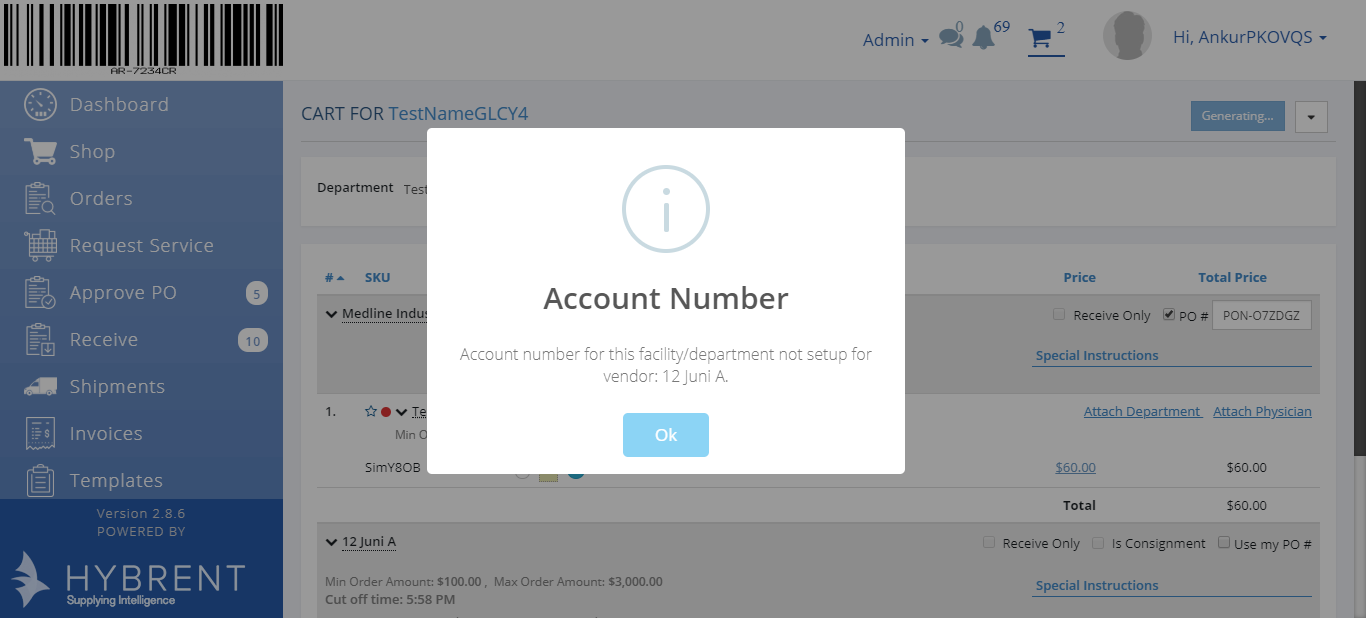 AR-7234CR
Admin
0
69
2
Hi, AnkurPKOVQS
Dashboard
Shop
Orders
Request Service
Approve PO 5
Receive 10
Shipments
Invoices
Templates
Version 2.8.6
POWERED BY
HYBRENT
Supplying Intelligence
CART FOR TestNameGLCY4
Generating...
Department Test
# SKU Price Total Price
Medline Indus
Receive Only PO # PON-O7ZDGZ
Special Instructions
1. Te
Attach Department Attach Physician
Min O
SimY8OB $60.00 $60.00
Total $60.00
12 Juni A
Receive Only Is Consignment Use my PO #
Min Order Amount: $100.00 , Max Order Amount: $3,000.00
Special Instructions
Cut off time: 5:58 PM
Account Number
Account number for this facility/department not setup for
vendor: 12 Juni A.
Ok